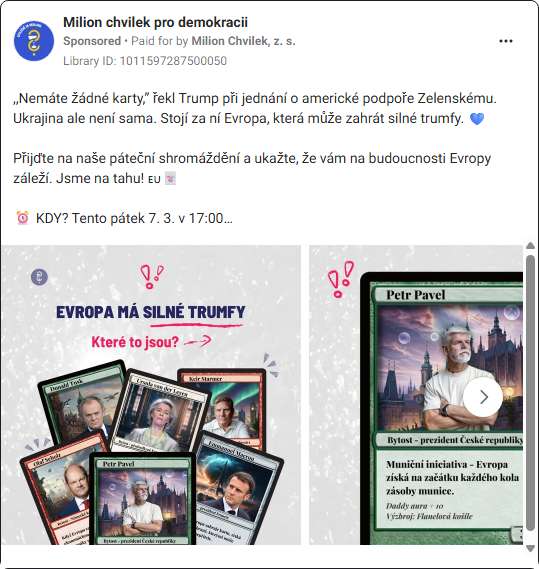 Milion chvilek pro demokracii
Sponsored • Paid for by Milion Chvilek, z. s.
Library ID: 1011597287500050
„Nemáte žádné karty,” řekl Trump při jednání o americké podpoře Zelenskému.
Ukrajina ale není sama. Stojí za ní Evropa, která může zahrát silné trumfy. 💙
Přijďte na naše páteční shromáždění a ukažte, že vám na budoucnosti Evropy
záleží. Jsme na tahu! EU🃏
⏰ KDY? Tento pátek 7. 3. v 17:00…
EVROPA MÁ SILNÉ TRUMFY
Které to jsou?
Donald Tusk
Ursula von der Leyen
Keir Starmer
Olaf Scholz
Emmanuel Macron
Petr Pavel
Bytost - prezident České republiky
Petr Pavel
Bytost - prezident České republiky
Muniční iniciativa - Evropa
získá na začátku každého kola
zásoby munice.
Daddy aura + 10
Výzbroj: Flanelová košile